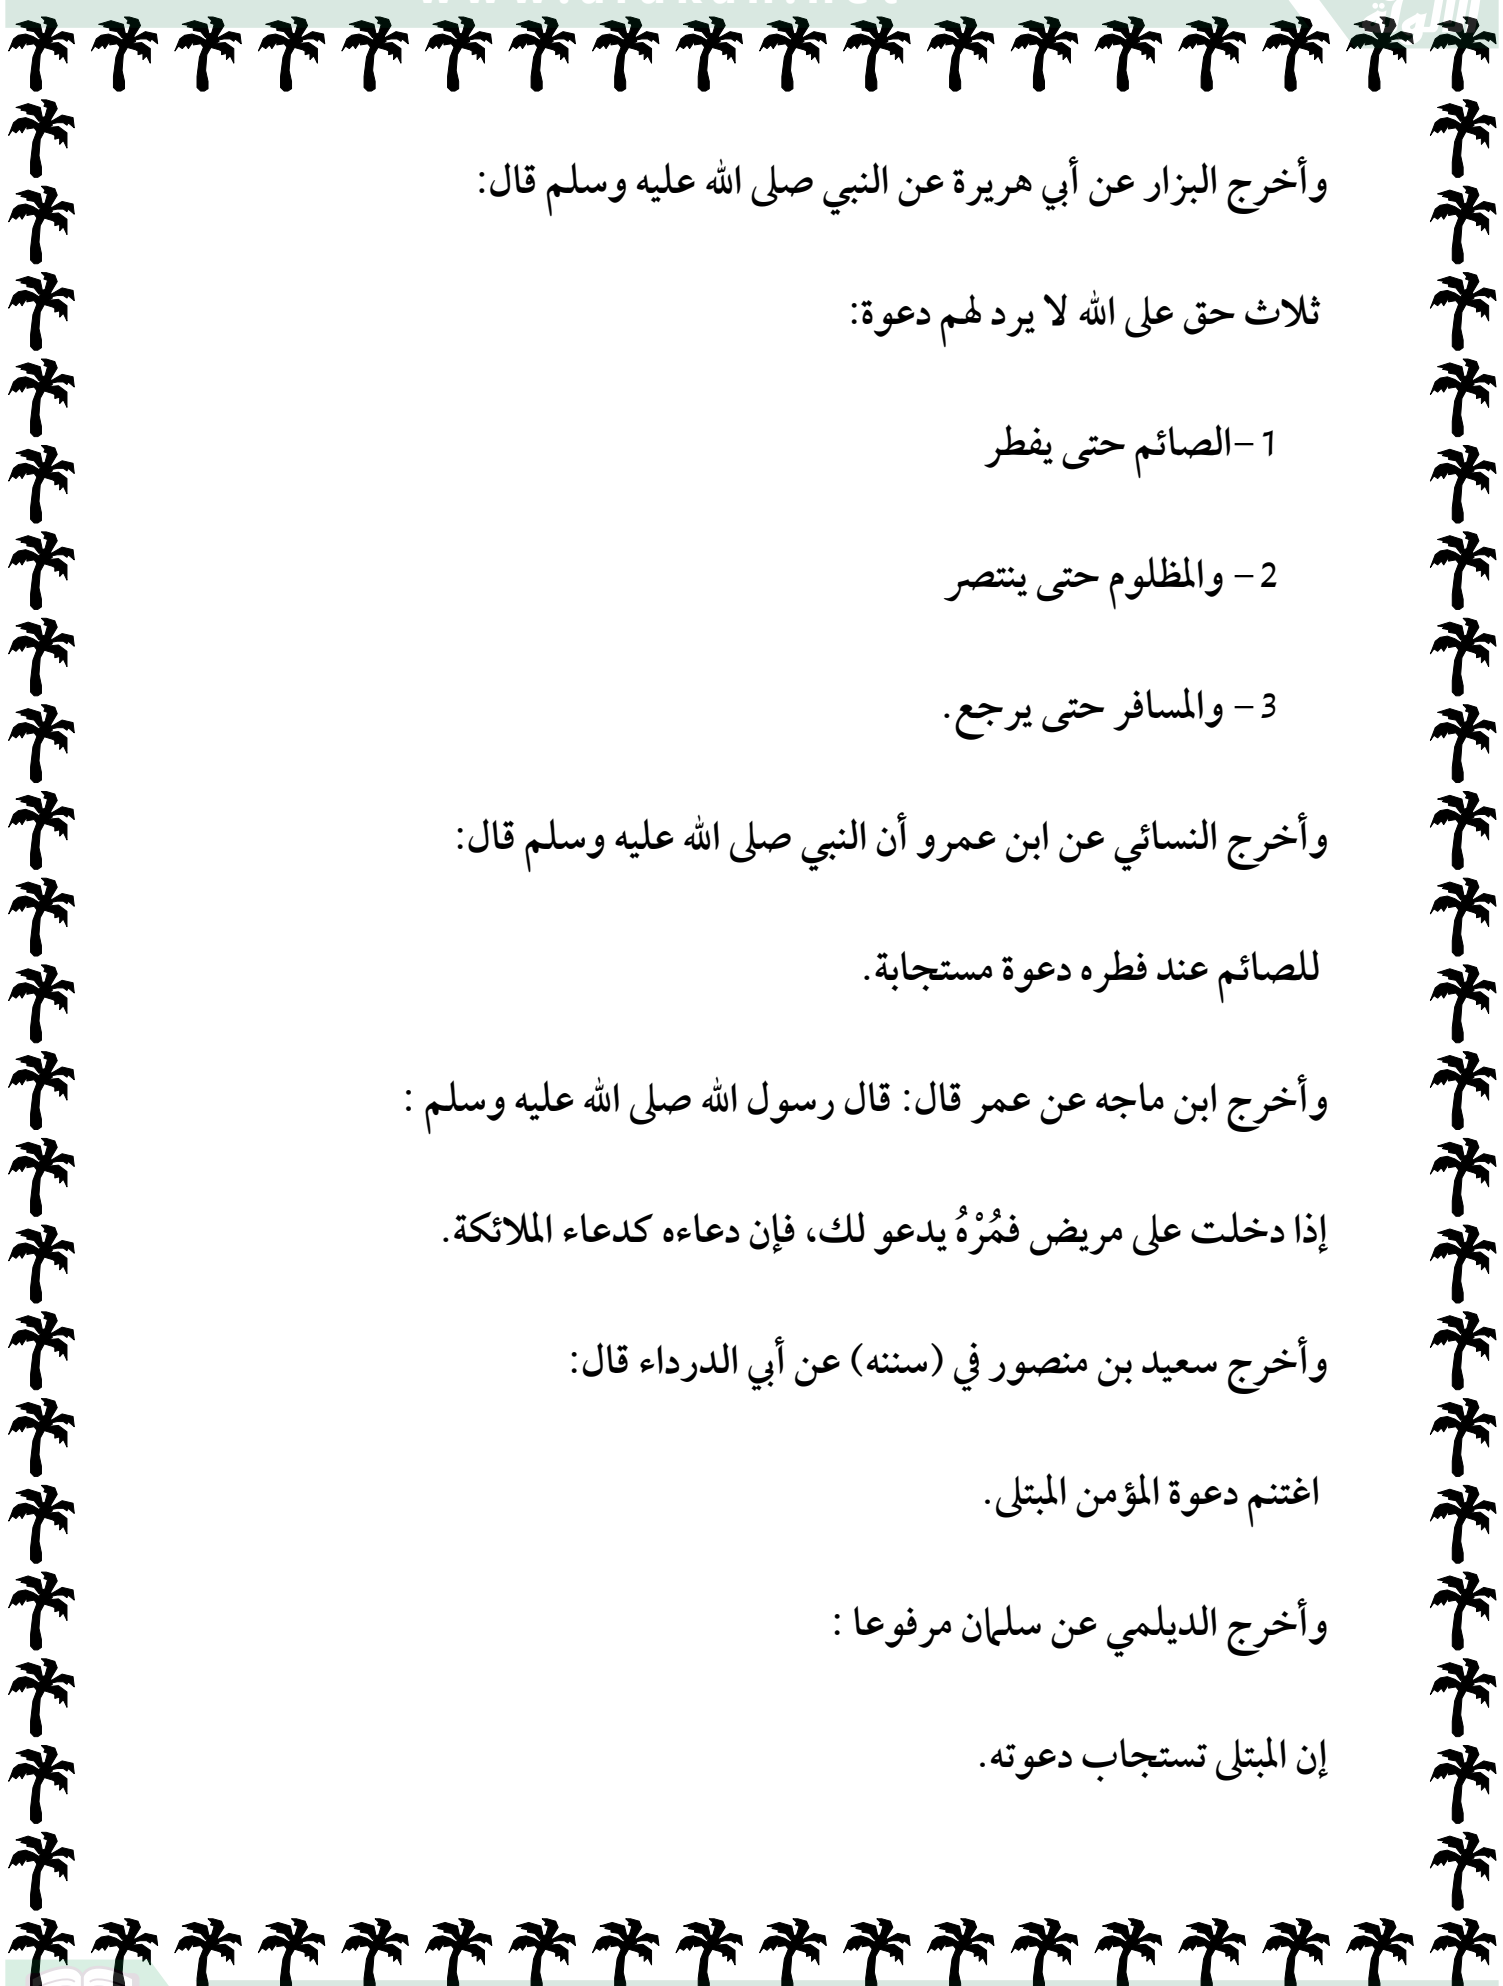 وأخرج البزار عن أبي هريرة عن النبي صلى الله عليه وسلم قال:
ثلاث حق على الله لا يرد لهم دعوة:
1-الصائم حتى يفطر
2- والمظلوم حتى ينتصر
3- والمسافر حتى يرجع.
وأخرج النسائي عن ابن عمرو أن النبي صلى الله عليه وسلم قال:
للصائم عند فطره دعوة مستجابة.
وأخرج ابن ماجه عن عمر قال: قال رسول الله صلى الله عليه وسلم :
إذا دخلت على مريض فمُرْهُ يدعو لك، فإن دعاءه كدعاء الملائكة.
وأخرج سعيد بن منصور في (سننه) عن أبي الدرداء قال:
اغتنم دعوة المؤمن المبتلى.
وأخرج الديلمي عن سلمان مرفوعا :
إن المبتلى تستجاب دعوته.